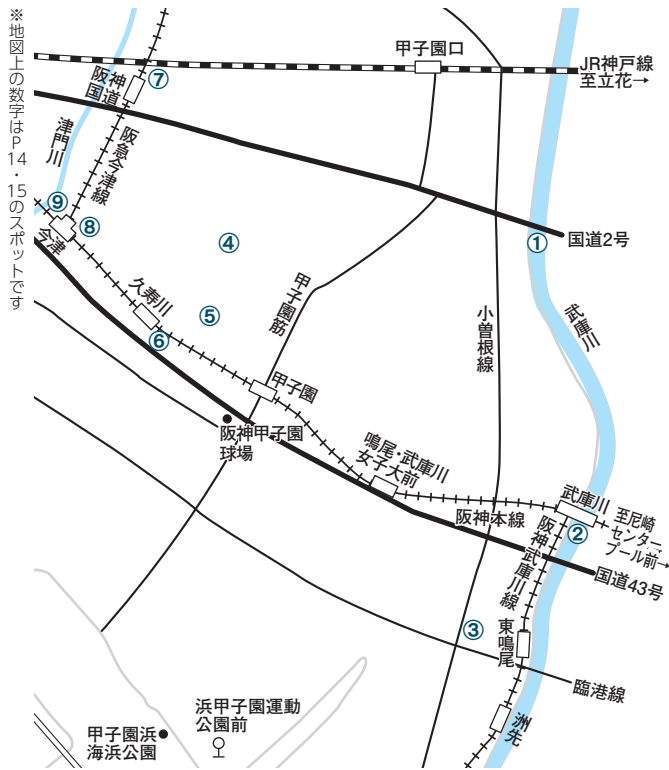 ※地図上の数字はP14・15のスポットです
甲子園口
JR神戸線
至立花→
⑦
阪神
国道
津門川
阪急今津線
⑨
⑧
今津
④
①
国道2号
久寿川
⑤
⑥
甲子園筋
小曽根線
武庫川
甲子園
阪神甲子園
球場
鳴尾・武庫川
女子大前
武庫川
至尼崎
センター
プール前→
②
阪神本線
阪神武庫川線
国道43号
③
東鳴尾
臨港線
洲先
浜甲子園運動
公園前
甲子園浜
海浜公園